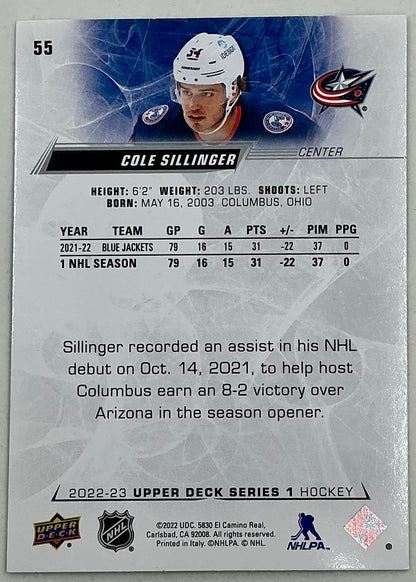 55
54
iDESIGN
®
COLE SILLINGER
CENTER
HEIGHT: 6'2" WEIGHT: 203 LBS. SHOOTS: LEFT
BORN: MAY 16, 2003 COLUMBUS, OHIO
YEAR TEAM GP G A PTS +/- PIM PPG
2021-22 BLUE JACKETS 79 16 15 31 -22 37 0
1 NHL SEASON 79 16 15 31 -22 37 0
Sillinger recorded an assist in his NHL
debut on Oct. 14, 2021, to help host
Columbus earn an 8-2 victory over
Arizona in the season opener.
2022-23 UPPER DECK SERIES 1 HOCKEY
UPPER DECK
NHL
©2022 UDC. 5830 El Camino Real,
Carlsbad, CA 92008. All rights reserved.
Printed in Italy. ©NHLPA. © NHL.
NHLPA
®